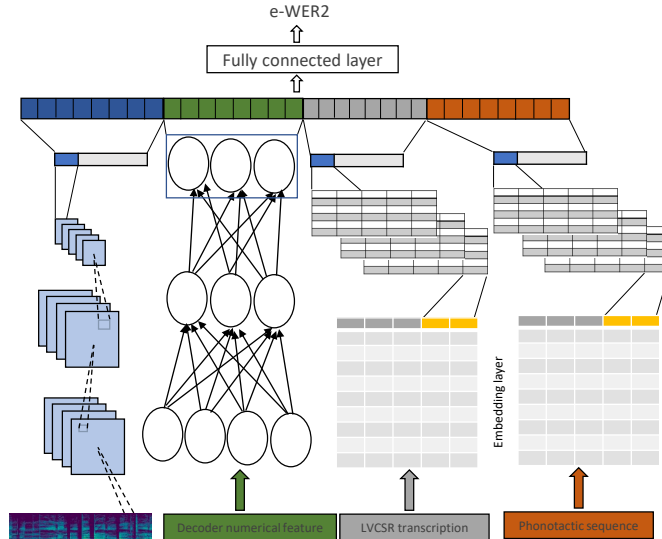 e-WER2
Fully connected layer
Embedding layer
Decoder numerical feature
LVCSR transcription
Phonotactic sequence